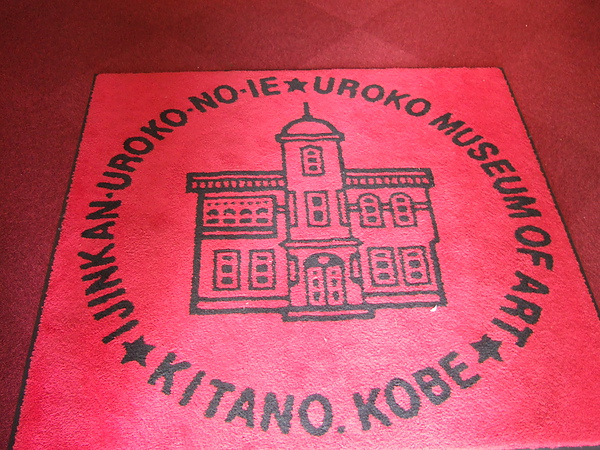 IJINKAN·UROKO·NO·IE★UROKO MUSEUM OF ART
★KITANO. KOBE★